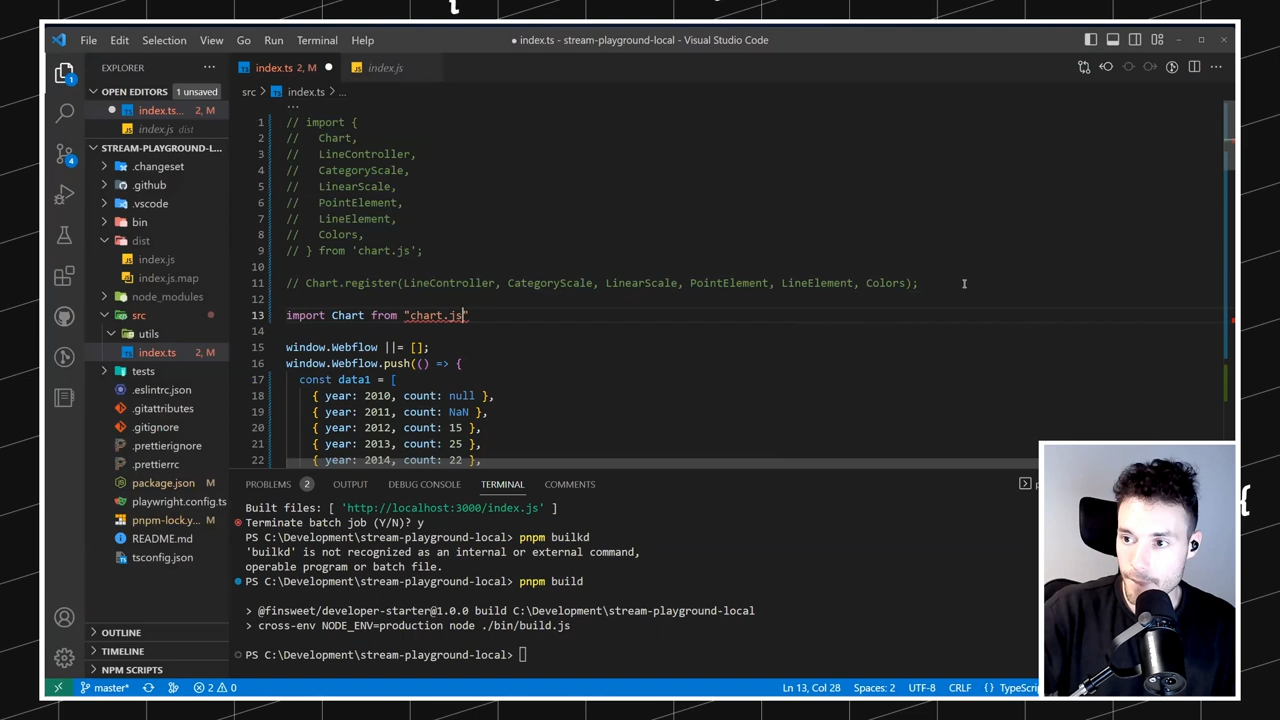 File Edit Selection View Go Run Terminal Help
index.ts - stream-playground-local - Visual Studio Code
EXPLORER
index.ts 2, M
index.js
OPEN EDITORS
1 unsaved
index.ts... 2, M
index.js dist
STREAM-PLAYGROUND-L...
.changeset
.github
.vscode
bin
dist
index.js
index.js.map
node_modules
src
utils
index.ts 2, M
tests
.eslintrc.json
.gitattributes
.gitignore
.prettierignore
.prettierrc
package.json M
playwright.config.ts
pnpm-lock.y... M
README.md
tsconfig.json
OUTLINE
TIMELINE
NPM SCRIPTS
1
4
src > index.ts > ...
1 // import {
2 // Chart,
3 // LineController,
4 // CategoryScale,
5 // LinearScale,
6 // PointElement,
7 // LineElement,
8 // Colors,
9 // } from 'chart.js';
10
11 // Chart.register(LineController, CategoryScale, LinearScale, PointElement, LineElement, Colors);
12
13 import Chart from "chart.js"
14
15 window.Webflow ||= [];
16 window.Webflow.push(() => {
17 const data1 = [
18 { year: 2010, count: null },
19 { year: 2011, count: NaN },
20 { year: 2012, count: 15 },
21 { year: 2013, count: 25 },
22 { year: 2014, count: 22 },
PROBLEMS 2 OUTPUT DEBUG CONSOLE TERMINAL COMMENTS
Built files: [ 'http://localhost:3000/index.js' ]
Terminate batch job (Y/N)? y
PS C:\Development\stream-playground-local> pnpm builkd
'builkd' is not recognized as an internal or external command,
operable program or batch file.
PS C:\Development\stream-playground-local> pnpm build
> @finsweet/developer-starter@1.0.0 build C:\Development\stream-playground-local
> cross-env NODE_ENV=production node ./bin/build.js
PS C:\Development\stream-playground-local>
master* 2 0
Ln 13, Col 28 Spaces: 2 UTF-8 CRLF {} TypeScript